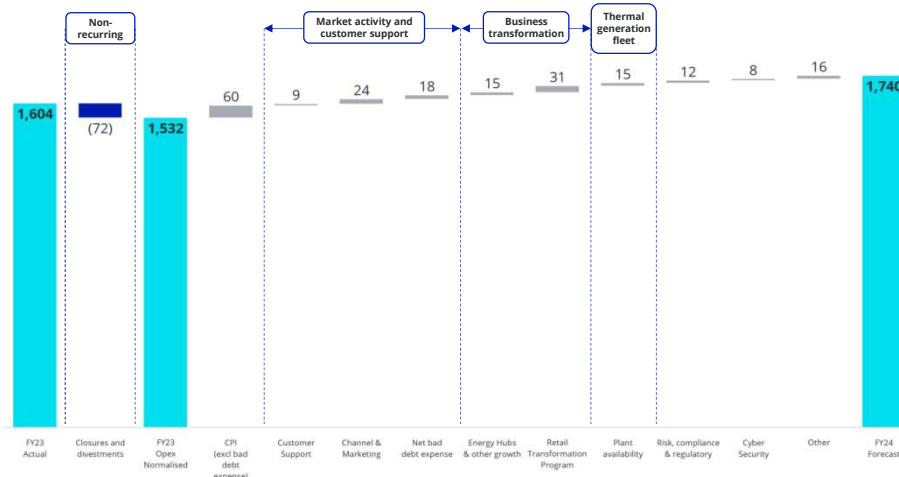 Non-
recurring
Market activity and
customer support
Business
transformation
Thermal
generation
fleet
1,604
(72)
1,532
60
9
24
18
15
31
15
12
8
16
1,740
FY23
Actual
Closures and
divestments
FY23
Opex
Normalised
CPI
(excl bad
debt
expense)
Customer
Support
Channel &
Marketing
Net bad
debt expense
Energy Hubs
& other growth
Retail
Transformation
Program
Plant
availability
Risk, compliance
& regulatory
Cyber
Security
Other
FY24
Forecast